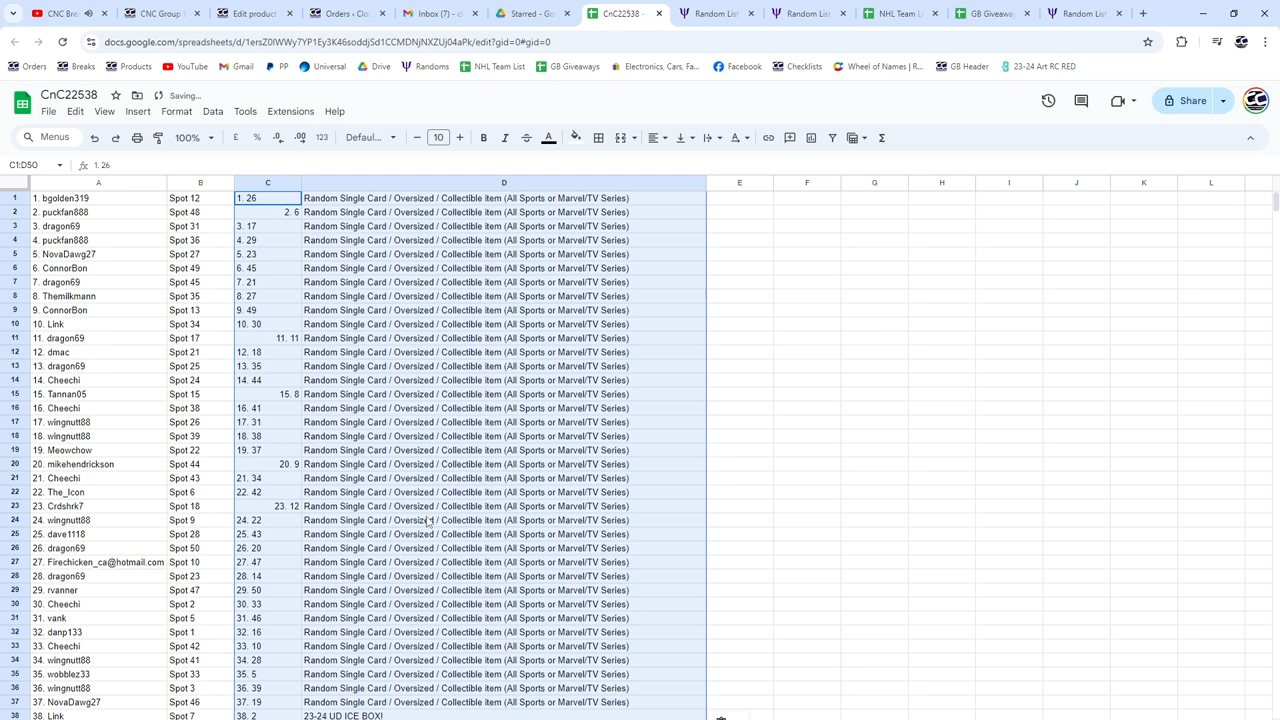 CNC Bre
CNC Group
Edit product
Orders ‹ Clou
Inbox (7) - c
Starred - Goo
CnC22538 -
Random List
Random List
NHL Team L
GB Giveaway
Random List
docs.google.com/spreadsheets/d/1ersZ0IWWy7YP1Ey3K46soddjSd1CCMDNjNXZUj04aPk/edit?gid=0#gid=0
Orders Breaks Products YouTube Gmail PP Universal Drive Randoms NHL Team List GB Giveaways Electronics, Cars, Fa... Facebook Checklists Wheel of Names | R... GB Header 23-24 Art RC RED
CnC22538 Saving...
File Edit View Insert Format Data Tools Extensions Help
Share
Menus 100% £ % .0 .00 123 Defaul... 10 B I A
C1:D50 fx 1. 26
A B C D E F G H I J K L
1 1. bgolden319 Spot 12 1. 26 Random Single Card / Oversized / Collectible Item (All Sports or Marvel/TV Series)
2 2. puckfan888 Spot 48 2. 6 Random Single Card / Oversized / Collectible Item (All Sports or Marvel/TV Series)
3 3. dragon69 Spot 31 3. 17 Random Single Card / Oversized / Collectible Item (All Sports or Marvel/TV Series)
4 4. puckfan888 Spot 36 4. 29 Random Single Card / Oversized / Collectible Item (All Sports or Marvel/TV Series)
5 5. NovaDawg27 Spot 27 5. 23 Random Single Card / Oversized / Collectible Item (All Sports or Marvel/TV Series)
6 6. ConnorBon Spot 49 6. 45 Random Single Card / Oversized / Collectible Item (All Sports or Marvel/TV Series)
7 7. dragon69 Spot 45 7. 21 Random Single Card / Oversized / Collectible Item (All Sports or Marvel/TV Series)
8 8. Themilkmann Spot 35 8. 27 Random Single Card / Oversized / Collectible Item (All Sports or Marvel/TV Series)
9 9. ConnorBon Spot 13 9. 49 Random Single Card / Oversized / Collectible Item (All Sports or Marvel/TV Series)
10 10. Link Spot 34 10. 30 Random Single Card / Oversized / Collectible Item (All Sports or Marvel/TV Series)
11 11. dragon69 Spot 17 11. 11 Random Single Card / Oversized / Collectible Item (All Sports or Marvel/TV Series)
12 12. dmac Spot 21 12. 18 Random Single Card / Oversized / Collectible Item (All Sports or Marvel/TV Series)
13 13. dragon69 Spot 25 13. 35 Random Single Card / Oversized / Collectible Item (All Sports or Marvel/TV Series)
14 14. Cheechi Spot 24 14. 44 Random Single Card / Oversized / Collectible Item (All Sports or Marvel/TV Series)
15 15. Tannan05 Spot 15 15. 8 Random Single Card / Oversized / Collectible Item (All Sports or Marvel/TV Series)
16 16. Cheechi Spot 38 16. 41 Random Single Card / Oversized / Collectible Item (All Sports or Marvel/TV Series)
17 17. wingnutt88 Spot 26 17. 31 Random Single Card / Oversized / Collectible Item (All Sports or Marvel/TV Series)
18 18. wingnutt88 Spot 39 18. 38 Random Single Card / Oversized / Collectible Item (All Sports or Marvel/TV Series)
19 19. Meowchow Spot 22 19. 37 Random Single Card / Oversized / Collectible Item (All Sports or Marvel/TV Series)
20 20. mikehendrickson Spot 44 20. 9 Random Single Card / Oversized / Collectible Item (All Sports or Marvel/TV Series)
21 21. Cheechi Spot 43 21. 34 Random Single Card / Oversized / Collectible Item (All Sports or Marvel/TV Series)
22 22. The_Icon Spot 6 22. 42 Random Single Card / Oversized / Collectible Item (All Sports or Marvel/TV Series)
23 23. Crdshrk7 Spot 18 23. 12 Random Single Card / Oversized / Collectible Item (All Sports or Marvel/TV Series)
24 24. wingnutt88 Spot 9 24. 22 Random Single Card / Oversized / Collectible Item (All Sports or Marvel/TV Series)
25 25. dave1118 Spot 28 25. 43 Random Single Card / Oversized / Collectible Item (All Sports or Marvel/TV Series)
26 26. dragon69 Spot 50 26. 20 Random Single Card / Oversized / Collectible Item (All Sports or Marvel/TV Series)
27 27. Firechicken_ca@hotmail.com Spot 10 27. 47 Random Single Card / Oversized / Collectible Item (All Sports or Marvel/TV Series)
28 28. dragon69 Spot 23 28. 14 Random Single Card / Oversized / Collectible Item (All Sports or Marvel/TV Series)
29 29. rvanner Spot 47 29. 50 Random Single Card / Oversized / Collectible Item (All Sports or Marvel/TV Series)
30 30. Cheechi Spot 2 30. 33 Random Single Card / Oversized / Collectible Item (All Sports or Marvel/TV Series)
31 31. vank Spot 5 31. 46 Random Single Card / Oversized / Collectible Item (All Sports or Marvel/TV Series)
32 32. danp133 Spot 1 32. 16 Random Single Card / Oversized / Collectible Item (All Sports or Marvel/TV Series)
33 33. Cheechi Spot 42 33. 10 Random Single Card / Oversized / Collectible Item (All Sports or Marvel/TV Series)
34 34. wingnutt88 Spot 41 34. 28 Random Single Card / Oversized / Collectible Item (All Sports or Marvel/TV Series)
35 35. wobblez33 Spot 33 35. 5 Random Single Card / Oversized / Collectible Item (All Sports or Marvel/TV Series)
36 36. wingnutt88 Spot 3 36. 39 Random Single Card / Oversized / Collectible Item (All Sports or Marvel/TV Series)
37 37. NovaDawg27 Spot 46 37. 19 Random Single Card / Oversized / Collectible Item (All Sports or Marvel/TV Series)
38 38. Link Spot 7 38. 2 23-24 UD ICE BOX!